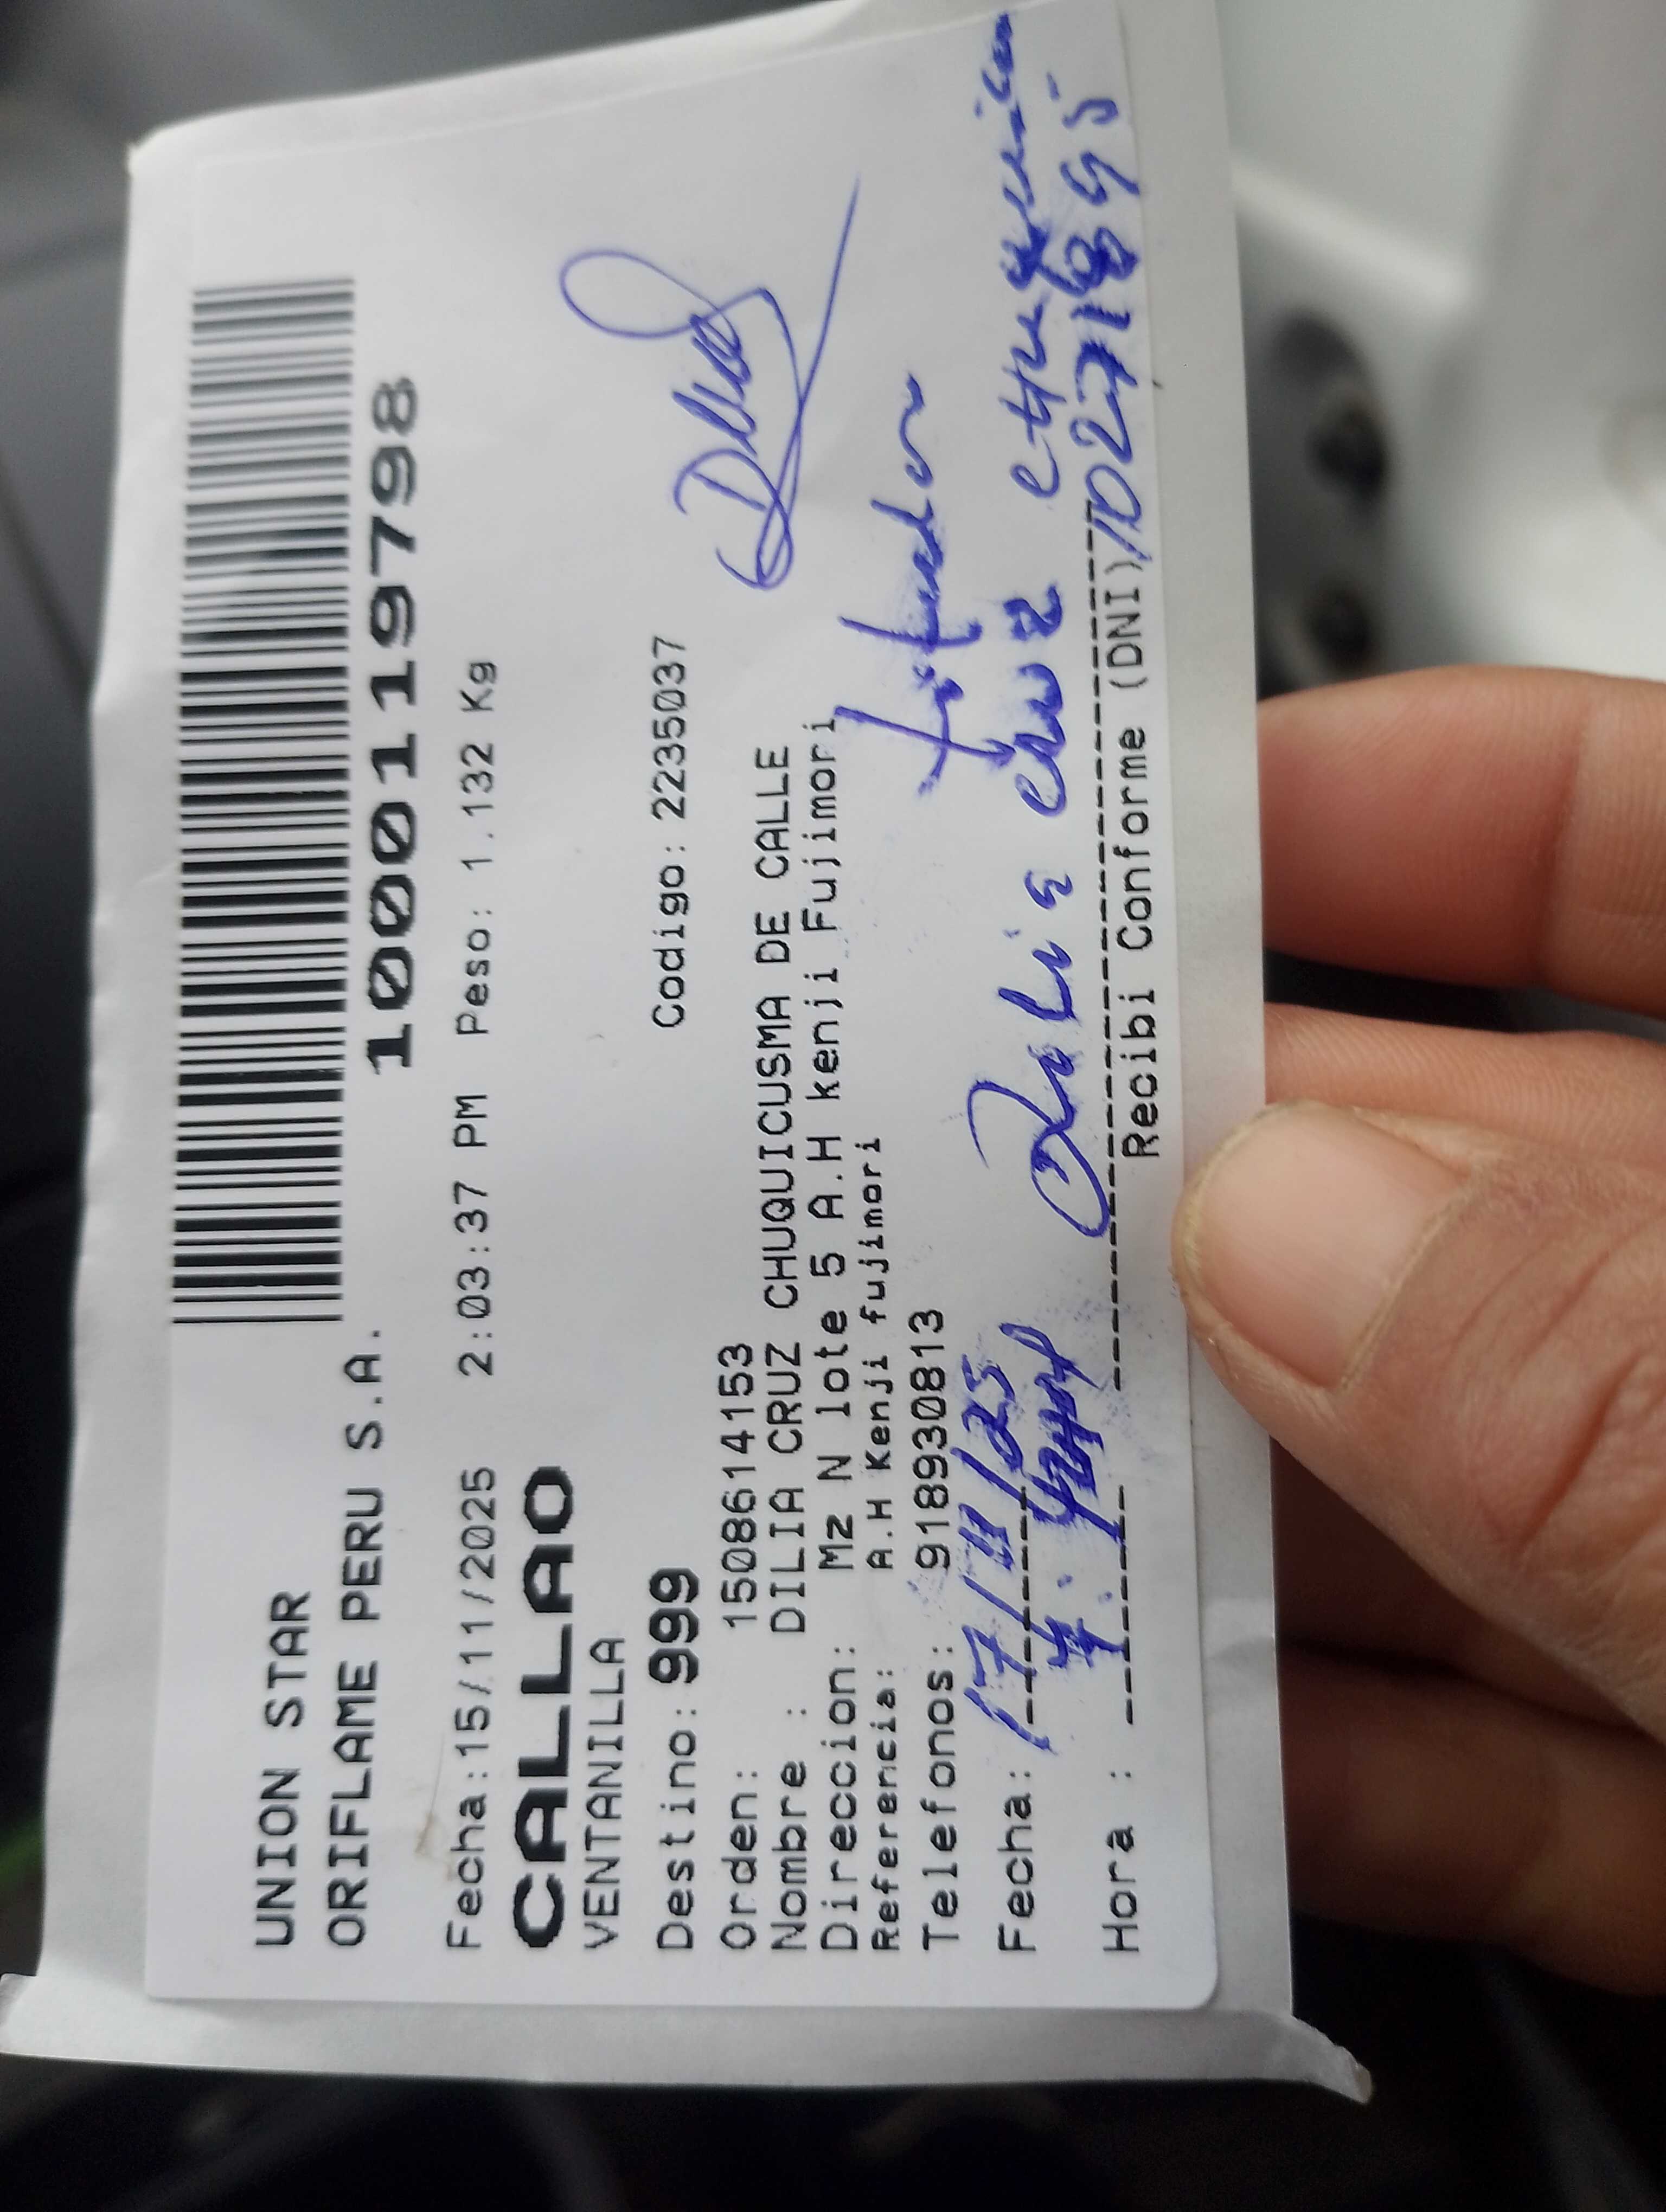 UNION STAR
ORIFLAME PERU S.A.
1000119798
Fecha:15/11/2025 2:03:37 PM Peso: 1.132 Kg
CALLAO
VENTANILLA
Destino: 999 Codigo: 2235037
Orden: 1508614153
Nombre : DILIA CRUZ CHUQUICUSMA DE CALLE
Direccion: Mz N lote 5 A.H kenji Fujimori
Referencia: A.H Kenji fujimori
Telefonos: 918930813
Fecha: 17/11/25
Dilia cruz
Hora :
Recibi Conforme (DNI)